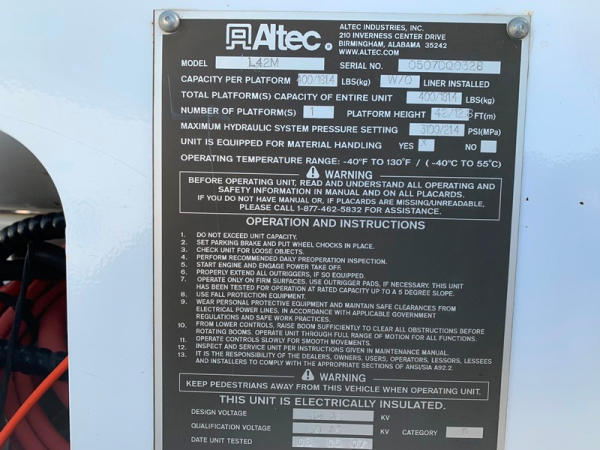 Altec
ALTEC INDUSTRIES, INC.
210 INVERNESS CENTER DRIVE
BIRMINGHAM, ALABAMA 35242
WWW.ALTEC.COM
MODEL L42M SERIAL NO.
CAPACITY PER PLATFORM LBS(kg) W/O LINER INSTALLED
TOTAL PLATFORM(S) CAPACITY OF ENTIRE UNIT LBS(kg)
NUMBER OF PLATFORM(S) 1 PLATFORM HEIGHT FT(m)
MAXIMUM HYDRAULIC SYSTEM PRESSURE SETTING PSI(MPa)
UNIT IS EQUIPPED FOR MATERIAL HANDLING YES X NO
OPERATING TEMPERATURE RANGE: -40°F TO 130°F / ( -40°C TO 55°C)
WARNING
BEFORE OPERATING UNIT, READ AND UNDERSTAND ALL OPERATING AND
SAFETY INFORMATION IN MANUAL AND ON ALL PLACARDS.
IF YOU DO NOT HAVE MANUAL OR, IF PLACARDS ARE MISSING/UNREADABLE,
PLEASE CALL 1-877-462-5832 FOR ASSISTANCE.
OPERATION AND INSTRUCTIONS
1. DO NOT EXCEED UNIT CAPACITY.
2. SET PARKING BRAKE AND PUT WHEEL CHOCKS IN PLACE.
3. CHECK UNIT FOR LOOSE OBJECTS.
4. PERFORM RECOMMENDED DAILY PREOPERATION INSPECTION.
5. START ENGINE AND ENGAGE POWER TAKE OFF.
6. PROPERLY EXTEND ALL OUTRIGGERS, IF SO EQUIPPED.
7. OPERATE ONLY ON FIRM SURFACES. USE OUTRIGGER PADS, IF NECESSARY. THIS UNIT
HAS BEEN TESTED FOR OPERATION AT RATED CAPACITY UP TO A 5 DEGREE SLOPE.
8. USE FALL PROTECTION EQUIPMENT.
9. WEAR PERSONAL PROTECTIVE EQUIPMENT AND MAINTAIN SAFE CLEARANCES FROM
ELECTRICAL POWER LINES, IN ACCORDANCE WITH APPLICABLE GOVERNMENT
REGULATIONS AND SAFE WORK PRACTICES.
10. FROM LOWER CONTROLS, RAISE BOOM SUFFICIENTLY TO CLEAR ALL OBSTRUCTIONS BEFORE
ROTATING BOOMS. OPERATE UNIT THROUGH FULL RANGE OF MOTION FOR ALL FUNCTIONS.
11. OPERATE CONTROLS SLOWLY FOR SMOOTH MOVEMENTS.
12. INSPECT AND SERVICE UNIT PER INSTRUCTIONS GIVEN IN MAINTENANCE MANUAL.
13. IT IS THE RESPONSIBILITY OF THE DEALERS, OWNERS, USERS, OPERATORS, LESSORS, LESSEES
AND INSTALLERS TO COMPLY WITH THE APPROPRIATE SECTIONS OF ANSI/SIA A92.2.
WARNING
KEEP PEDESTRIANS AWAY FROM THIS VEHICLE WHEN OPERATING UNIT.
THIS UNIT IS ELECTRICALLY INSULATED.
DESIGN VOLTAGE KV
QUALIFICATION VOLTAGE KV CATEGORY
DATE UNIT TESTED